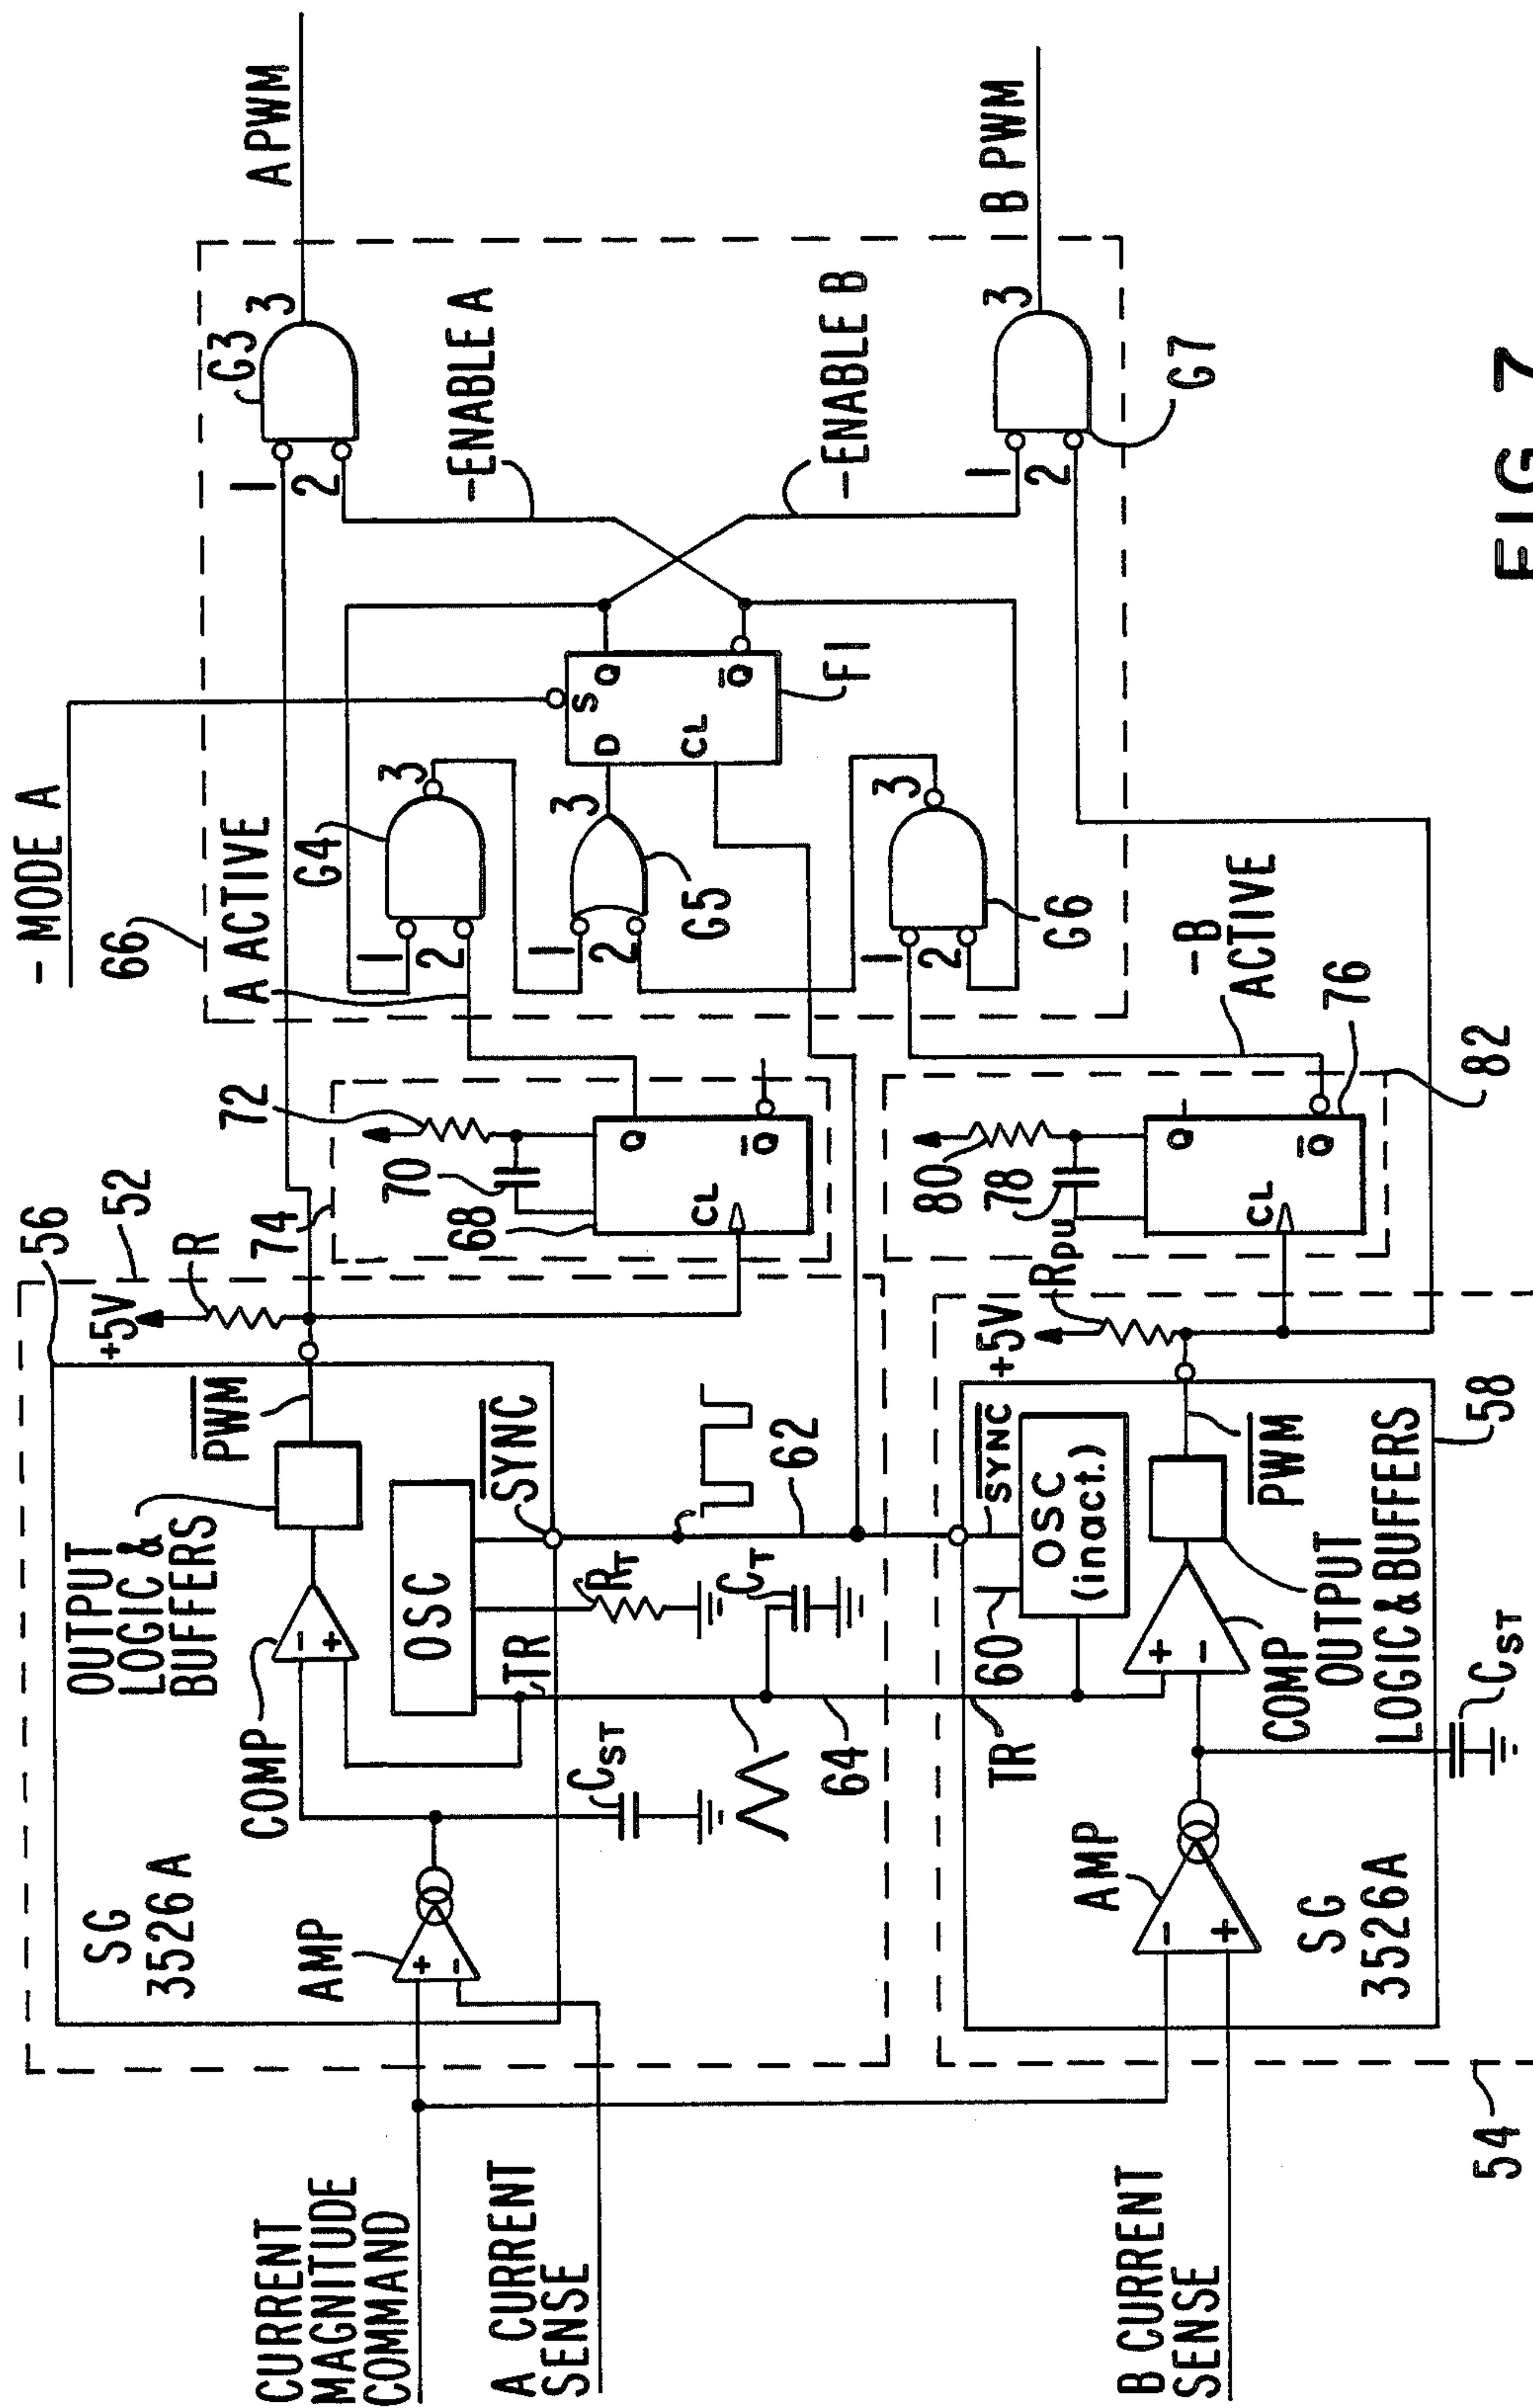 CURRENT
MAGNITUDE
COMMAND
A CURRENT
SENSE
B CURRENT
SENSE
54
SG
3526A
AMP
+
-
COMP
-
+
OUTPUT
LOGIC &
BUFFERS
PWM
56
52
+5V
R
OSC
TR
SYNC
RT
CT
CST
62
64
TR
60
OSC
(inact.)
SYNC
COMP
+
-
OUTPUT
LOGIC & BUFFERS
PWM
58
+5V
Rpu
AMP
-
+
SG
3526A
CST
74
72
70
68
Q
Q
CL
80
78
Q
Q
CL
76
82
-B
ACTIVE
- MODE A
66
A ACTIVE
G4
1
2
3
G5
1
2
3
G6
1
2
3
D
S
Q
CL
Q
F1
-ENABLE A
-ENABLE B
G3
1
2
3
G7
1
2
3
A PWM
B PWM
FIG 7